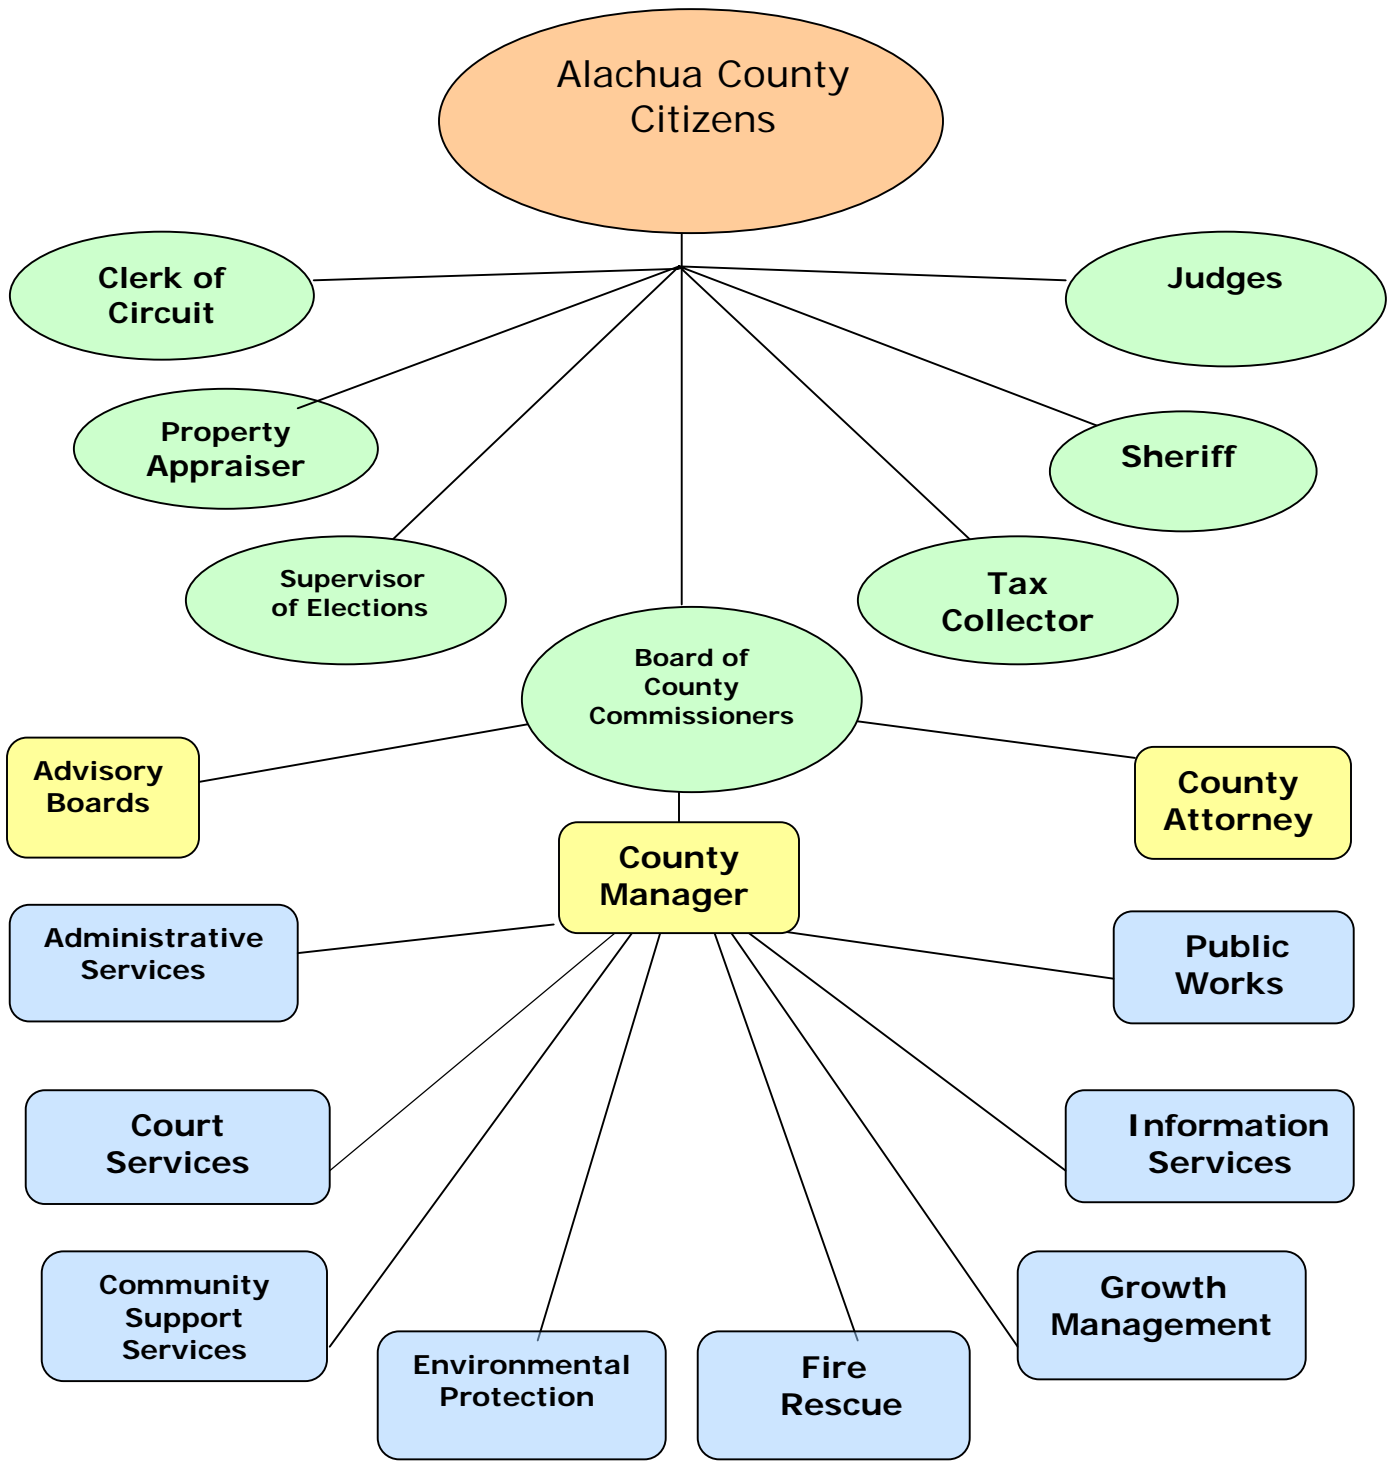 Alachua County
Citizens
Clerk of
Circuit
Judges
Property
Appraiser
Sheriff
Supervisor
of Elections
Tax
Collector
Board of
County
Commissioners
Advisory
Boards
County
Attorney
County
Manager
Administrative
Services
Public
Works
Court
Services
Information
Services
Community
Support
Services
Growth
Management
Environmental
Protection
Fire
Rescue